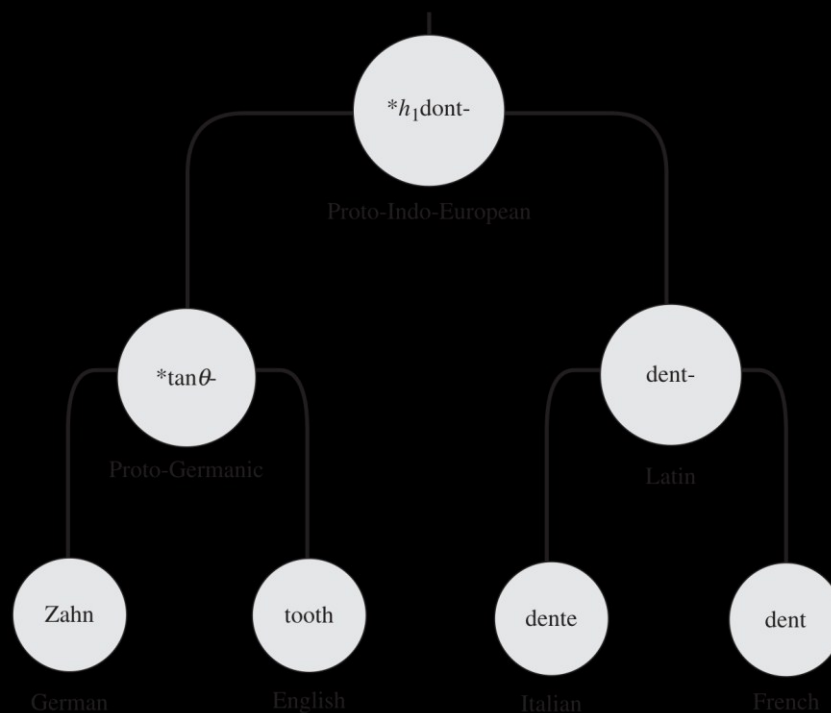 *h₁dont-
Proto-Indo-European
*tanθ-
dent-
Proto-Germanic
Latin
Zahn
tooth
dente
dent
German
English
Italian
French